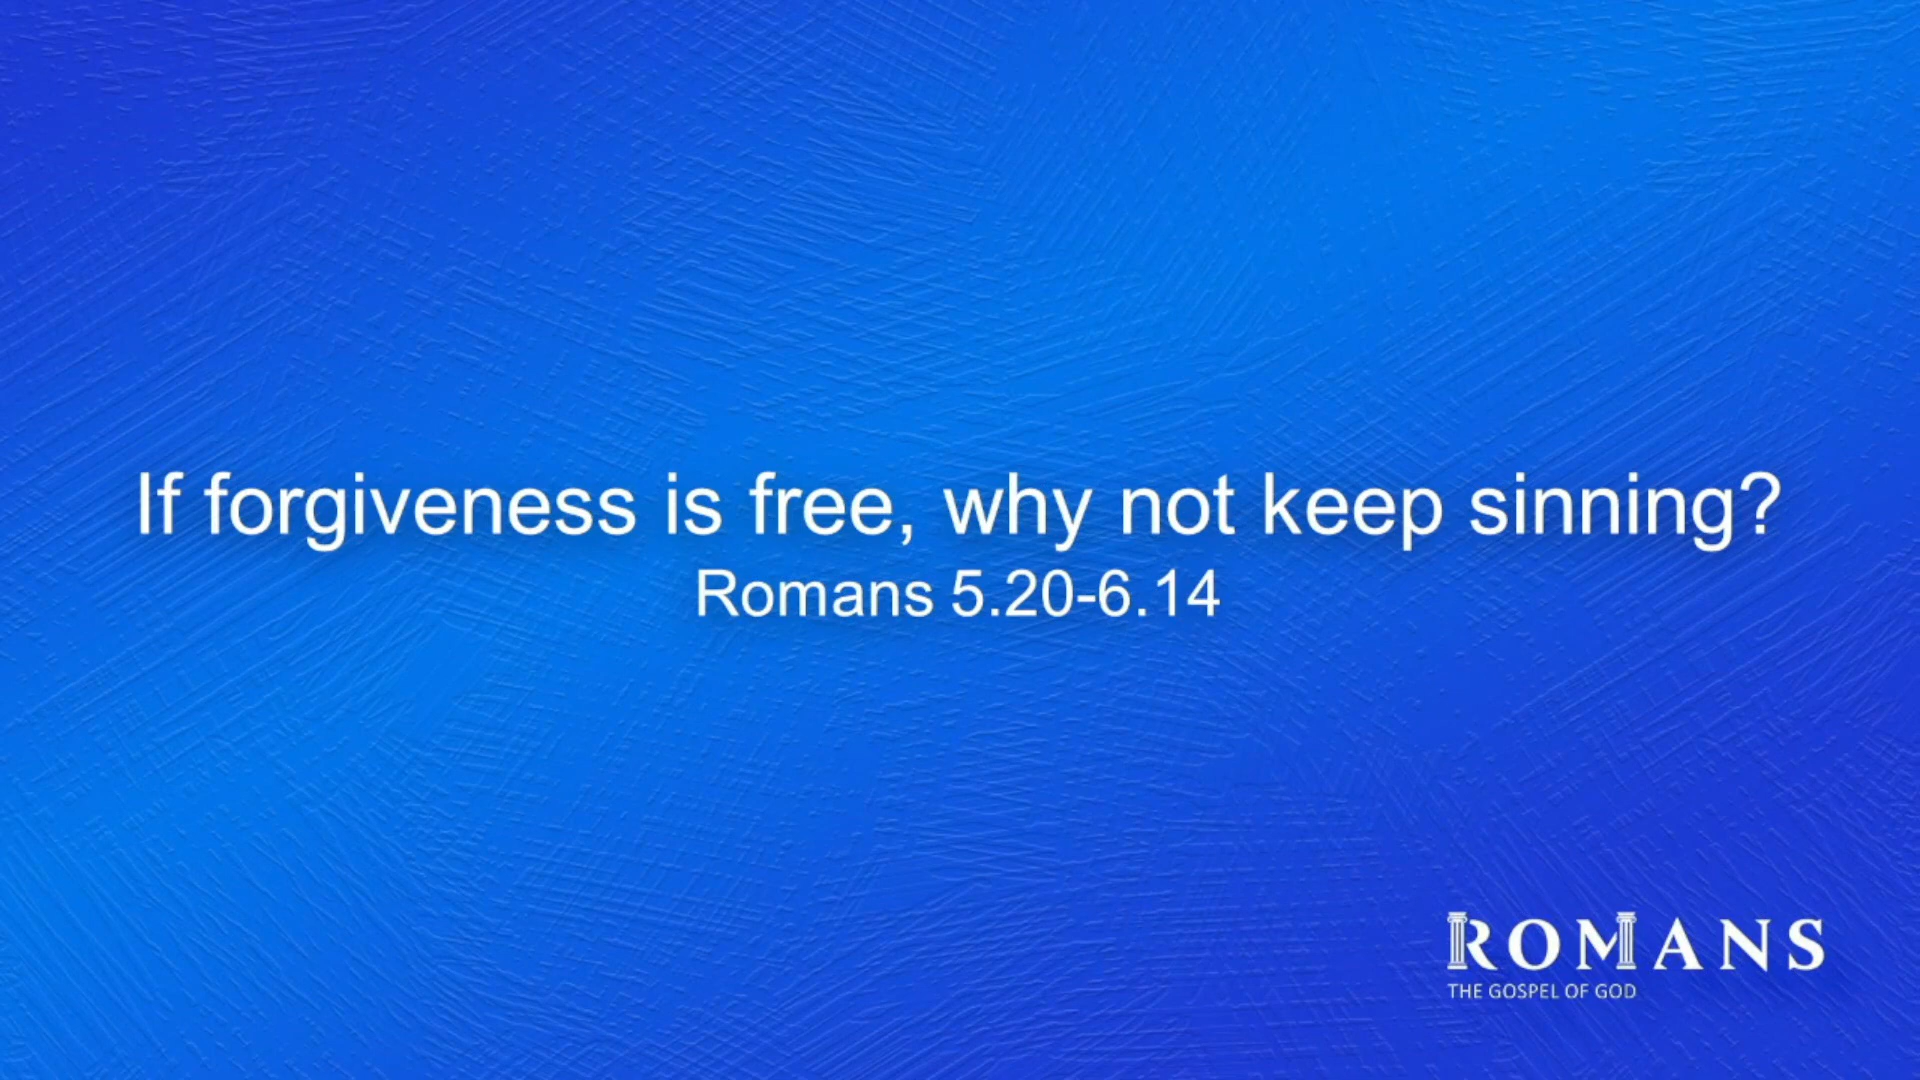 If forgiveness is free, why not keep sinning?
Romans 5.20-6.14
ROMANS
THE GOSPEL OF GOD